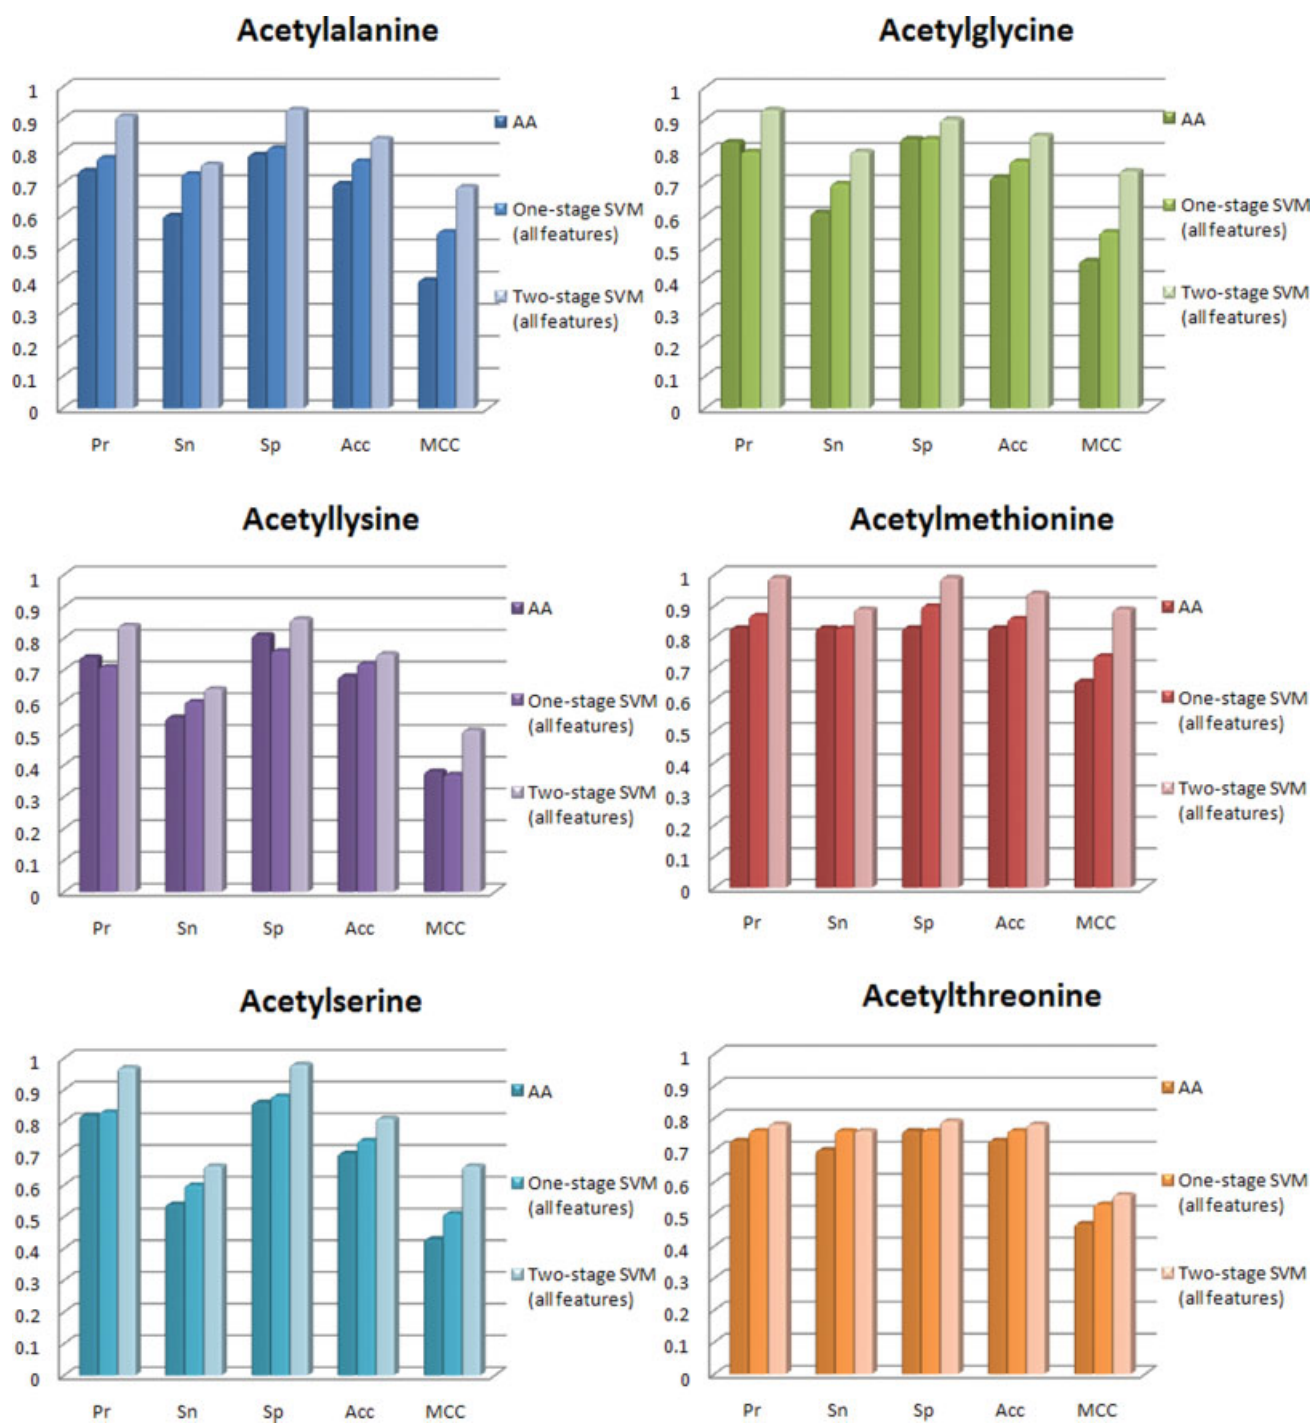 Acetylalanine
1
0.9
0.8
0.7
0.6
0.5
0.4
0.3
0.2
0.1
0
Pr Sn Sp Acc MCC
AA
One-stage SVM
(all features)
Two-stage SVM
(all features)
Acetylglycine
1
0.9
0.8
0.7
0.6
0.5
0.4
0.3
0.2
0.1
0
Pr Sn Sp Acc MCC
AA
One-stage SVM
(all features)
Two-stage SVM
(all features)
Acetyllysine
1
0.9
0.8
0.7
0.6
0.5
0.4
0.3
0.2
0.1
0
Pr Sn Sp Acc MCC
AA
One-stage SVM
(all features)
Two-stage SVM
(all features)
Acetylmethionine
1
0.9
0.8
0.7
0.6
0.5
0.4
0.3
0.2
0.1
0
Pr Sn Sp Acc MCC
AA
One-stage SVM
(all features)
Two-stage SVM
(all features)
Acetylserine
1
0.9
0.8
0.7
0.6
0.5
0.4
0.3
0.2
0.1
0
Pr Sn Sp Acc MCC
AA
One-stage SVM
(all features)
Two-stage SVM
(all features)
Acetylthreonine
1
0.9
0.8
0.7
0.6
0.5
0.4
0.3
0.2
0.1
0
Pr Sn Sp Acc MCC
AA
One-stage SVM
(all features)
Two-stage SVM
(all features)